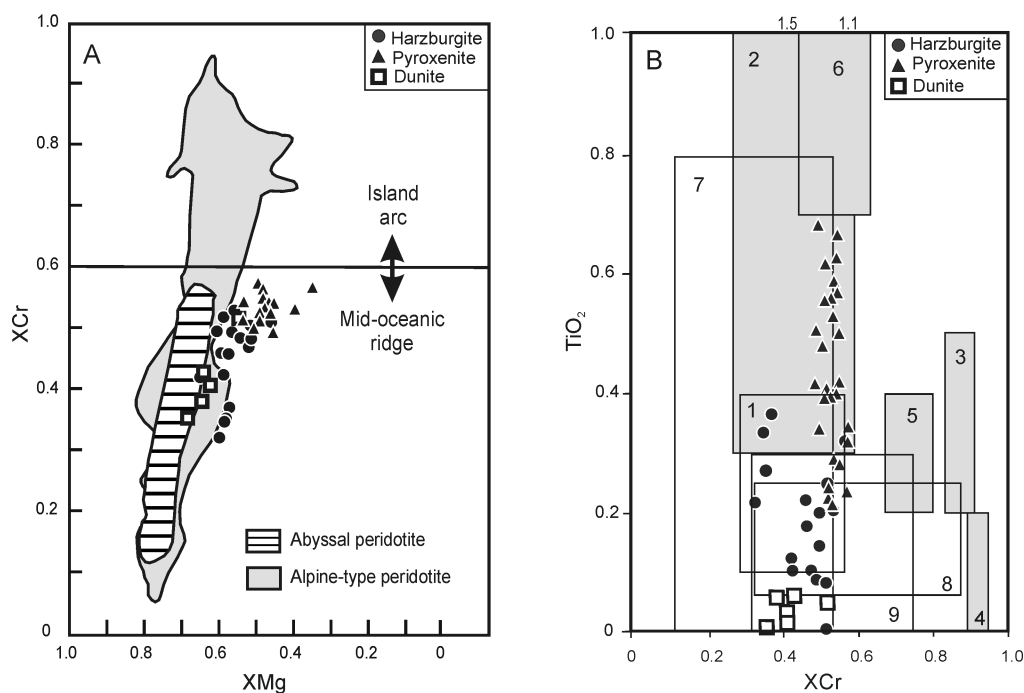 A
Harzburgite
Pyroxenite
Dunite
1.0
0.8
0.6
0.4
0.2
0
XCr
Island
arc
Mid-oceanic
ridge
Abyssal peridotite
Alpine-type peridotite
1.0
0.8
0.6
0.4
0.2
0
XMg
1.5
1.1
B
Harzburgite
Pyroxenite
Dunite
1.0
0.8
0.6
0.4
0.2
0
TiO2
2
6
7
3
1
5
8
9
4
0
0.2
0.4
0.6
0.8
1.0
XCr